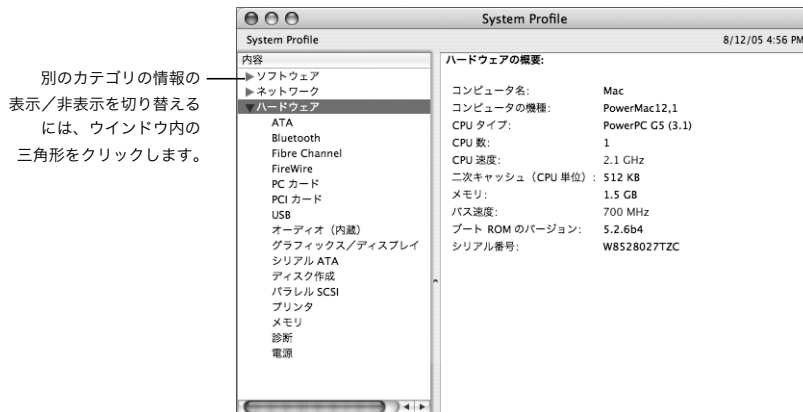 System Profile
System Profile
8/12/05 4:56 PM
別のカテゴリの情報の
表示／非表示を切り替える
には、ウインドウ内の
三角形をクリックします。
内容
ソフトウェア
ネットワーク
ハードウェア
ATA
Bluetooth
Fibre Channel
FireWire
PC カード
PCI カード
USB
オーディオ（内蔵）
グラフィックス／ディスプレイ
シリアル ATA
ディスク作成
パラレル SCSI
プリンタ
メモリ
診断
電源
ハードウェアの概要:
コンピュータ名: Mac
コンピュータの機種: PowerMac12,1
CPU タイプ: PowerPC G5 (3.1)
CPU 数: 1
CPU 速度: 2.1 GHz
二次キャッシュ（CPU 単位）: 512 KB
メモリ: 1.5 GB
バス速度: 700 MHz
ブート ROM のバージョン: 5.2.6b4
シリアル番号: W8528027TZC